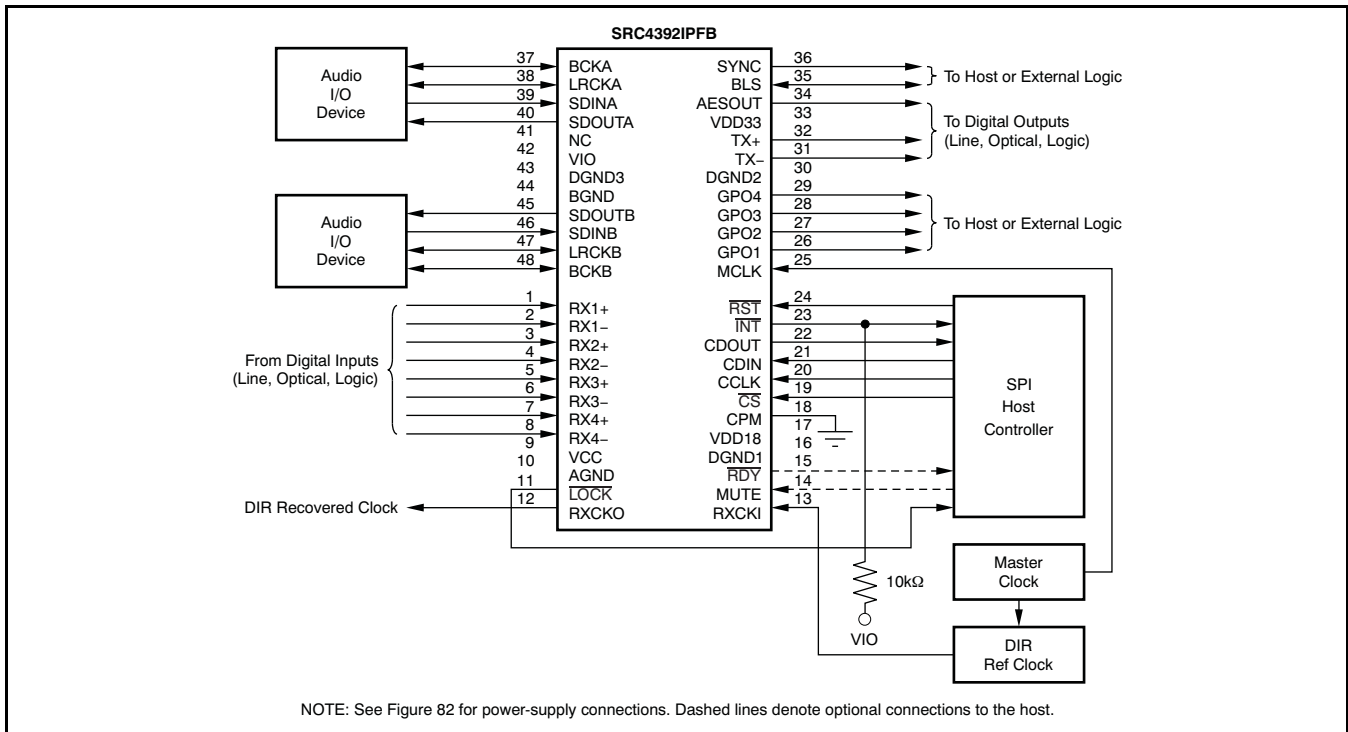 SRC4392IPFB
Audio
I/O
Device
37
38
39
40
41
42
43
44
45
46
47
48
BCKA
LRCKA
SDINA
SDOUTA
NC
VIO
DGND3
BGND
SDOUTB
SDINB
LRCKB
BCKB
Audio
I/O
Device
From Digital Inputs
(Line, Optical, Logic)
1
2
3
4
5
6
7
8
9
10
11
12
RX1+
RX1–
RX2+
RX2–
RX3+
RX3–
RX4+
RX4–
VCC
AGND
LOCK
RXCKO
DIR Recovered Clock
SYNC
BLS
AESOUT
VDD33
TX+
TX–
DGND2
GPO4
GPO3
GPO2
GPO1
MCLK
36
35
34
33
32
31
30
29
28
27
26
25
To Host or External Logic
To Digital Outputs
(Line, Optical, Logic)
To Host or External Logic
RST
INT
CDOUT
CDIN
CCLK
CS
CPM
VDD18
DGND1
RDY
MUTE
RXCKI
24
23
22
21
20
19
18
17
16
15
14
13
SPI
Host
Controller
10kΩ
VIO
Master
Clock
DIR
Ref Clock
NOTE: See Figure 82 for power-supply connections. Dashed lines denote optional connections to the host.